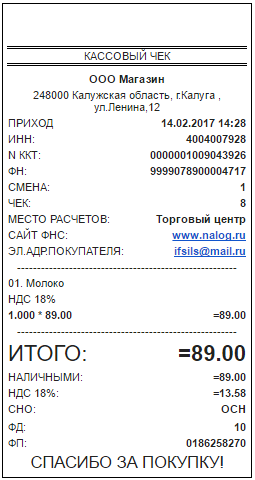 КАССОВЫЙ ЧЕК
ООО Магазин
248000 Калужская область, г.Калуга ,
ул.Ленина,12
ПРИХОД 14.02.2017 14:28
ИНН: 4004007928
N ККТ: 0000001009043926
ФН: 9999078900004717
СМЕНА: 1
ЧЕК: 8
МЕСТО РАСЧЕТОВ: Торговый центр
САЙТ ФНС: www.nalog.ru
ЭЛ.АДР.ПОКУПАТЕЛЯ: ifsils@mail.ru
01. Молоко
НДС 18%
1.000 * 89.00 =89.00
ИТОГО: =89.00
НАЛИЧНЫМИ: =89.00
НДС 18%: =13.58
СНО: ОСН
ФД: 10
ФП: 0186258270
СПАСИБО ЗА ПОКУПКУ!